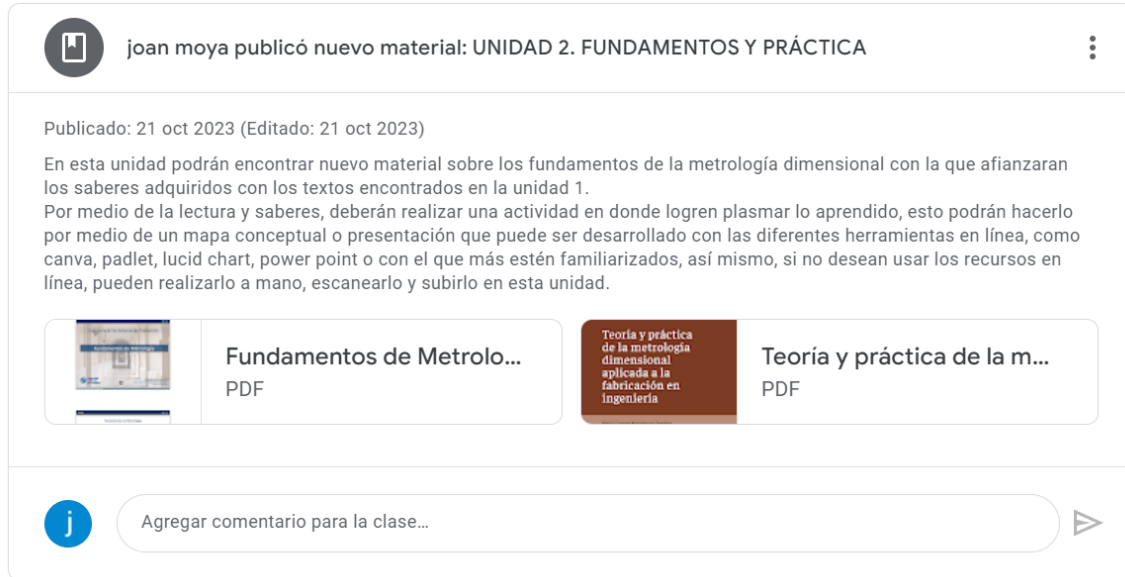 joan moya publicó nuevo material: UNIDAD 2. FUNDAMENTOS Y PRÁCTICA
Publicado: 21 oct 2023 (Editado: 21 oct 2023)
En esta unidad podrán encontrar nuevo material sobre los fundamentos de la metrología dimensional con la que afianzaran
los saberes adquiridos con los textos encontrados en la unidad 1.
Por medio de la lectura y saberes, deberán realizar una actividad en donde logren plasmar lo aprendido, esto podrán hacerlo
por medio de un mapa conceptual o presentación que puede ser desarrollado con las diferentes herramientas en línea, como
canva, padlet, lucid chart, power point o con el que más estén familiarizados, así mismo, si no desean usar los recursos en
línea, pueden realizarlo a mano, escanearlo y subirlo en esta unidad.
Fundamentos de Metrolo...
PDF
Teoría y práctica
de la metrología
dimensional
aplicada a la
fabricación en
ingeniería
Teoría y práctica de la m...
PDF
j
Agregar comentario para la clase...